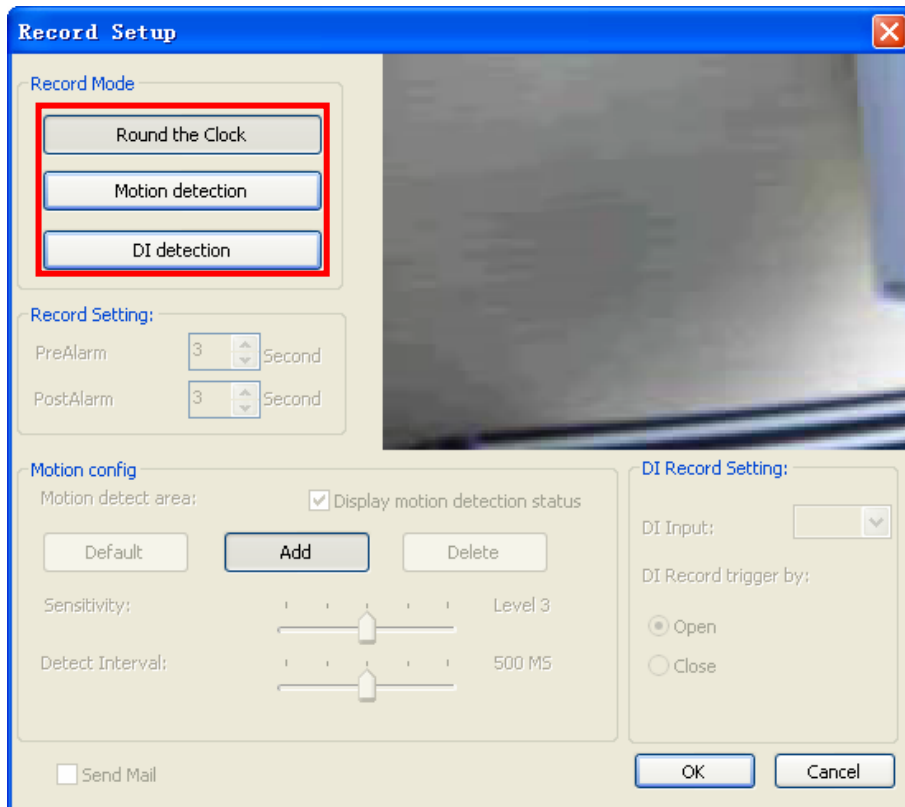 Record Setup
Record Mode
Round the Clock
Motion detection
DI detection
Record Setting:
PreAlarm 3 Second
PostAlarm 3 Second
Motion config
Motion detect area: Display motion detection status
Default Add Delete
Sensitivity: Level 3
Detect Interval: 500 MS
DI Record Setting:
DI Input:
DI Record trigger by:
Open
Close
Send Mail
OK Cancel